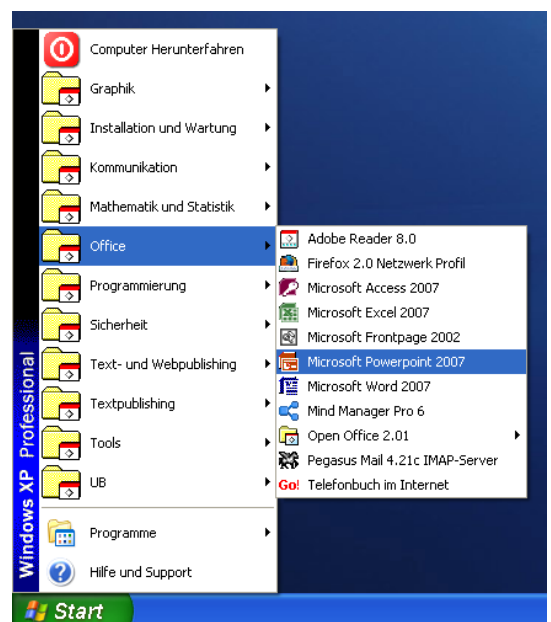 Computer Herunterfahren
Graphik
Installation und Wartung
Kommunikation
Mathematik und Statistik
Office
Programmierung
Sicherheit
Text- und Webpublishing
Textpublishing
Tools
UB
Programme
Hilfe und Support
Windows XP Professional
Start
Adobe Reader 8.0
Firefox 2.0 Netzwerk Profil
Microsoft Access 2007
Microsoft Excel 2007
Microsoft Frontpage 2002
Microsoft Powerpoint 2007
Microsoft Word 2007
Mind Manager Pro 6
Open Office 2.01
Pegasus Mail 4.21c IMAP-Server
Go! Telefonbuch im Internet